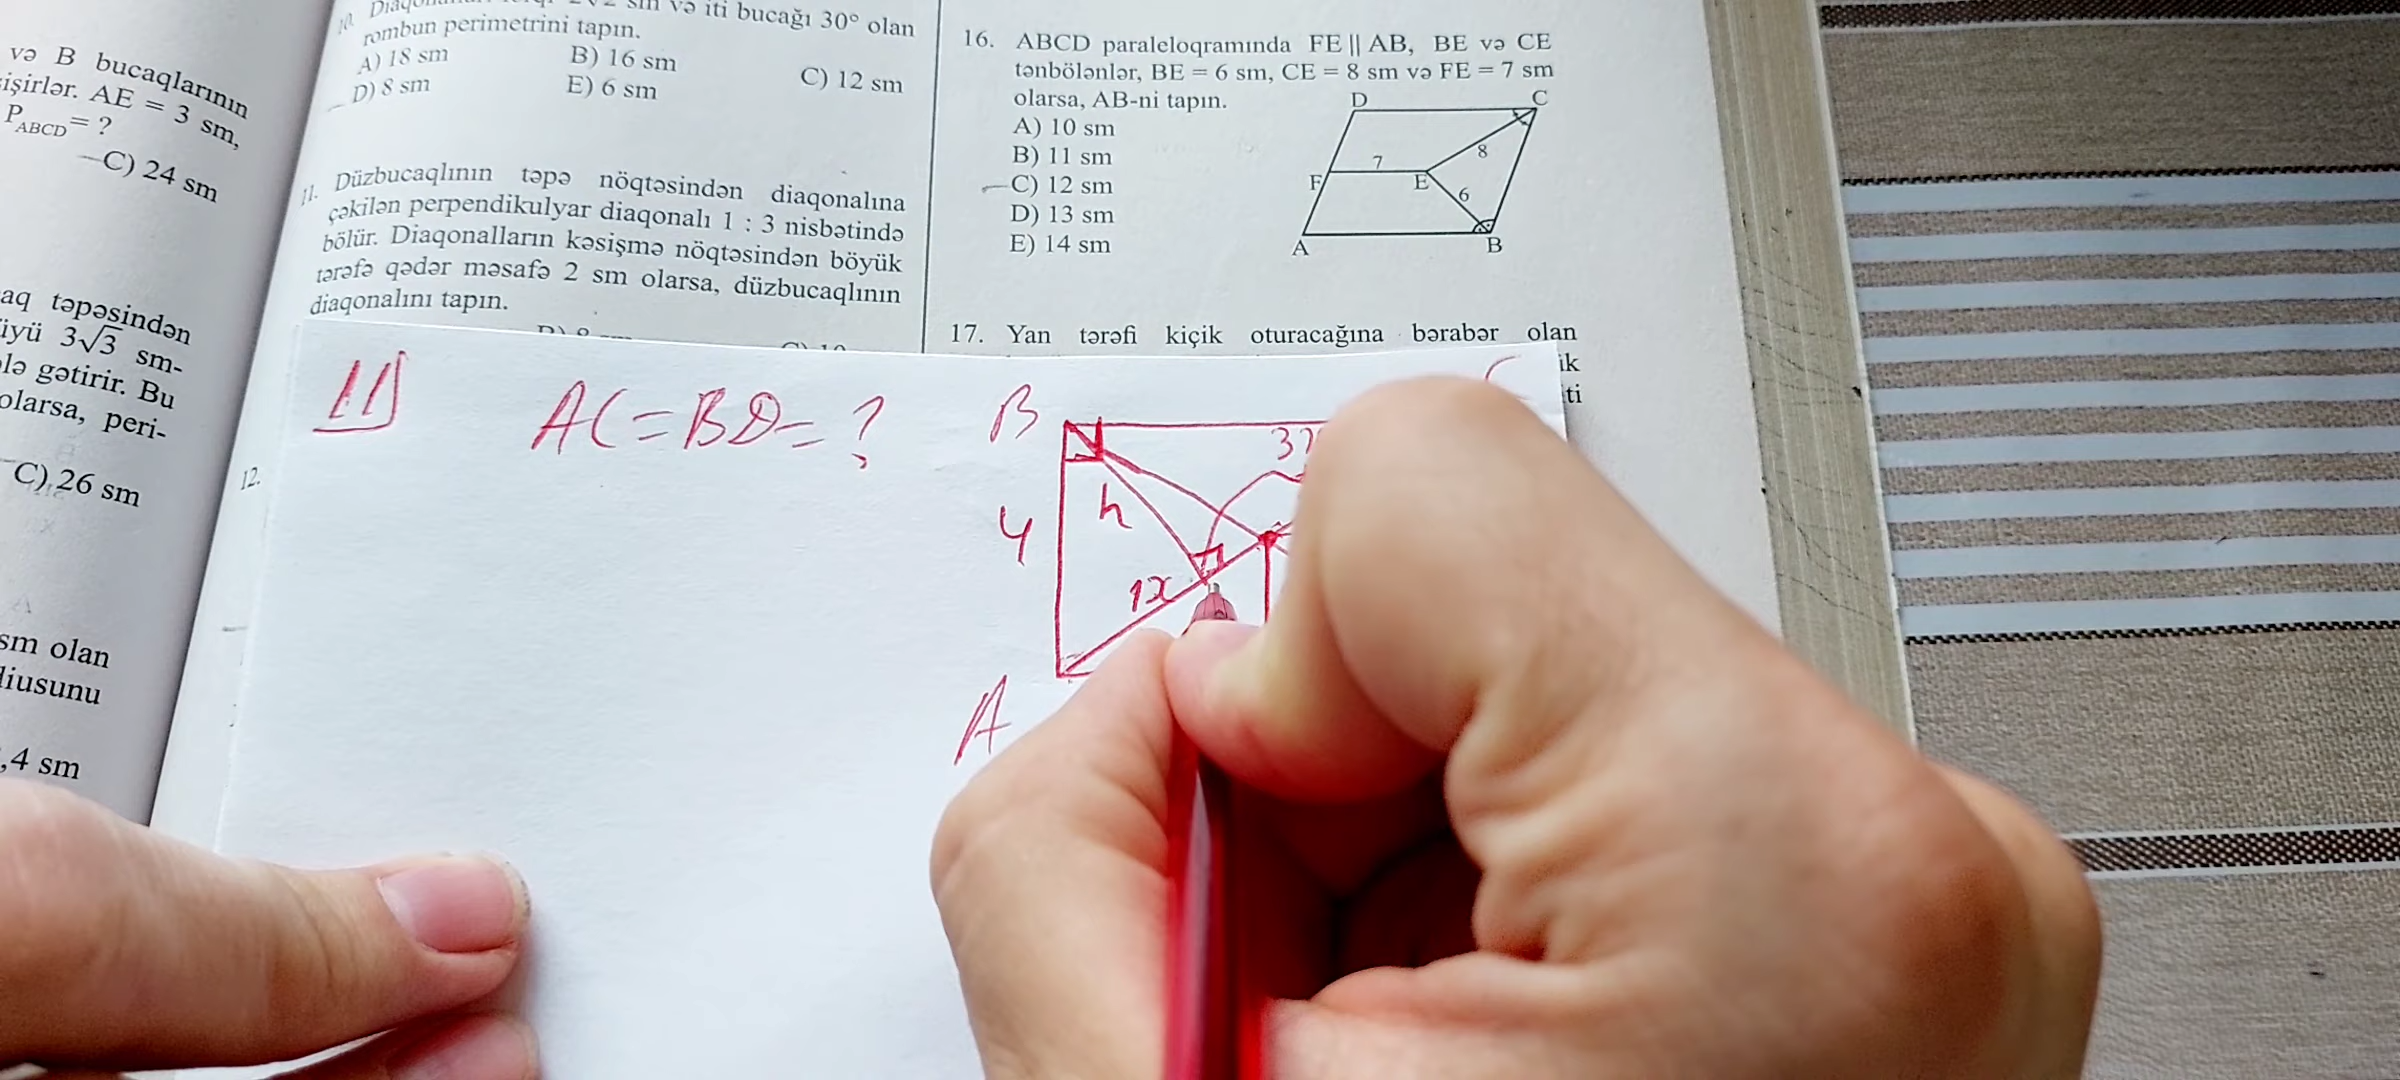 və B bucaqlarının
işirlər. AE = 3 sm,
P_ABCD = ?
C) 24 sm
aq təpəsindən
üyü 3√3 sm-
lə gətirir. Bu
olarsa, peri-
C) 26 sm
sm olan
diusunu
,4 sm
10. və iti bucağı 30° olan
rombun perimetrini tapın.
A) 18 sm B) 16 sm C) 12 sm
D) 8 sm E) 6 sm
11. Düzbucaqlının təpə nöqtəsindən diaqonalına
çəkilən perpendikulyar diaqonalı 1 : 3 nisbətində
bölür. Diaqonalların kəsişmə nöqtəsindən böyük
tərəfə qədər məsafə 2 sm olarsa, düzbucaqlının
diaqonalını tapın.
12.
16. ABCD paraleloqramında FE || AB, BE və CE
tənbölənlər, BE = 6 sm, CE = 8 sm və FE = 7 sm
olarsa, AB-ni tapın.
A) 10 sm
B) 11 sm
C) 12 sm
D) 13 sm
E) 14 sm
D C
7 8
F E 6
A B
17. Yan tərəfi kiçik oturacağına bərabər olan
ik
ti
11
AC = BD = ?
B
4
h
1x
A